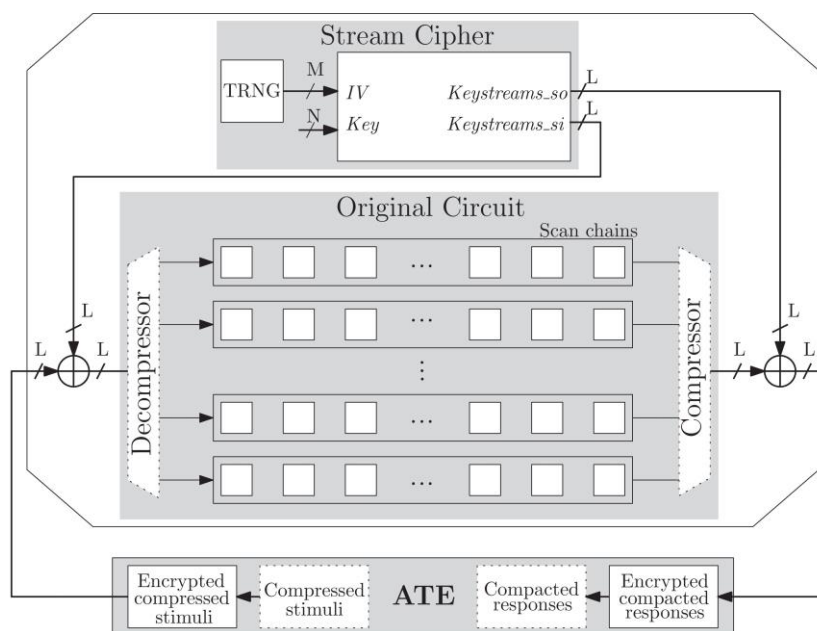 Stream Cipher
TRNG
M
N
IV
Key
Keystreams_so
Keystreams_si
L
L
Original Circuit
Scan chains
Decompressor
Compressor
...
...
...
...
L
L
L
L
L
L
Encrypted
compressed
stimuli
Compressed
stimuli
ATE
Compacted
responses
Encrypted
compacted
responses